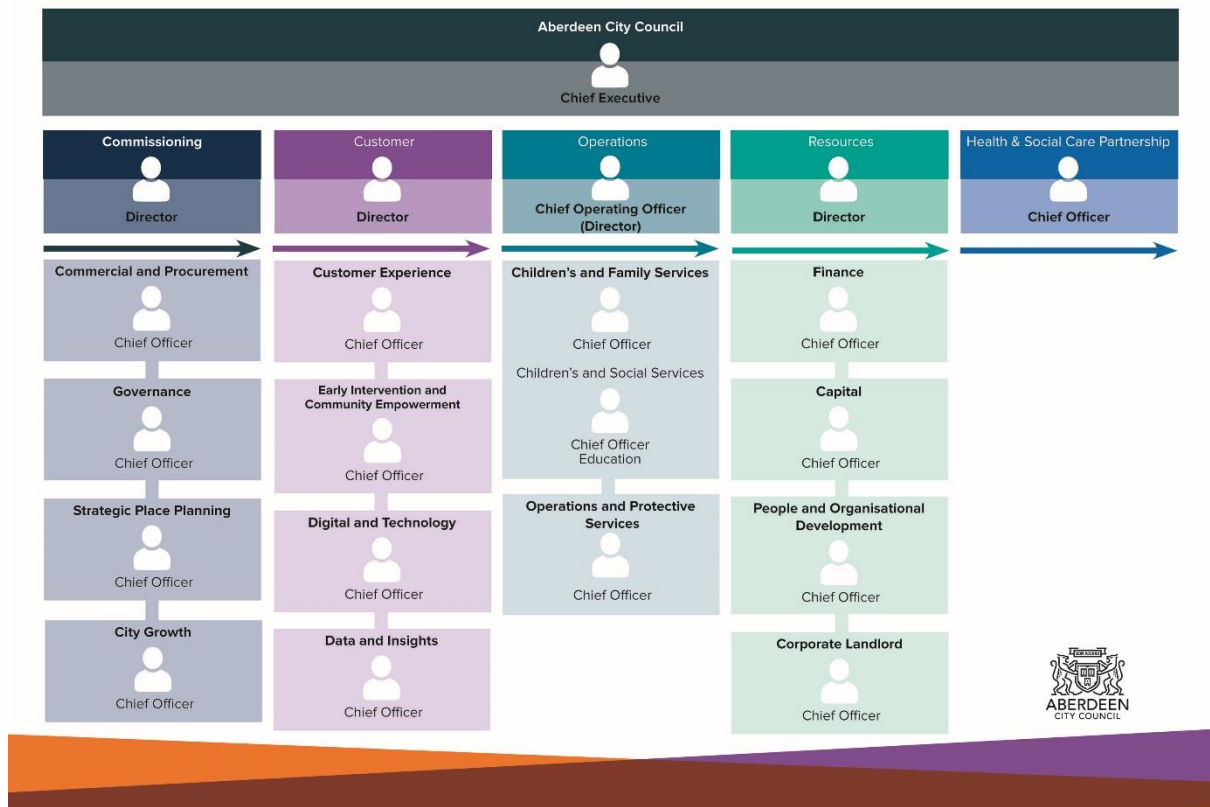 Aberdeen City Council
Chief Executive
Commissioning
Director
Customer
Director
Operations
Chief Operating Officer
(Director)
Resources
Director
Health & Social Care Partnership
Chief Officer
Commercial and Procurement
Chief Officer
Governance
Chief Officer
Strategic Place Planning
Chief Officer
City Growth
Chief Officer
Customer Experience
Chief Officer
Early Intervention and
Community Empowerment
Chief Officer
Digital and Technology
Chief Officer
Data and Insights
Chief Officer
Children’s and Family Services
Chief Officer
Children’s and Social Services
Chief Officer
Education
Operations and Protective
Services
Chief Officer
Finance
Chief Officer
Capital
Chief Officer
People and Organisational
Development
Chief Officer
Corporate Landlord
Chief Officer
ABERDEEN
CITY COUNCIL